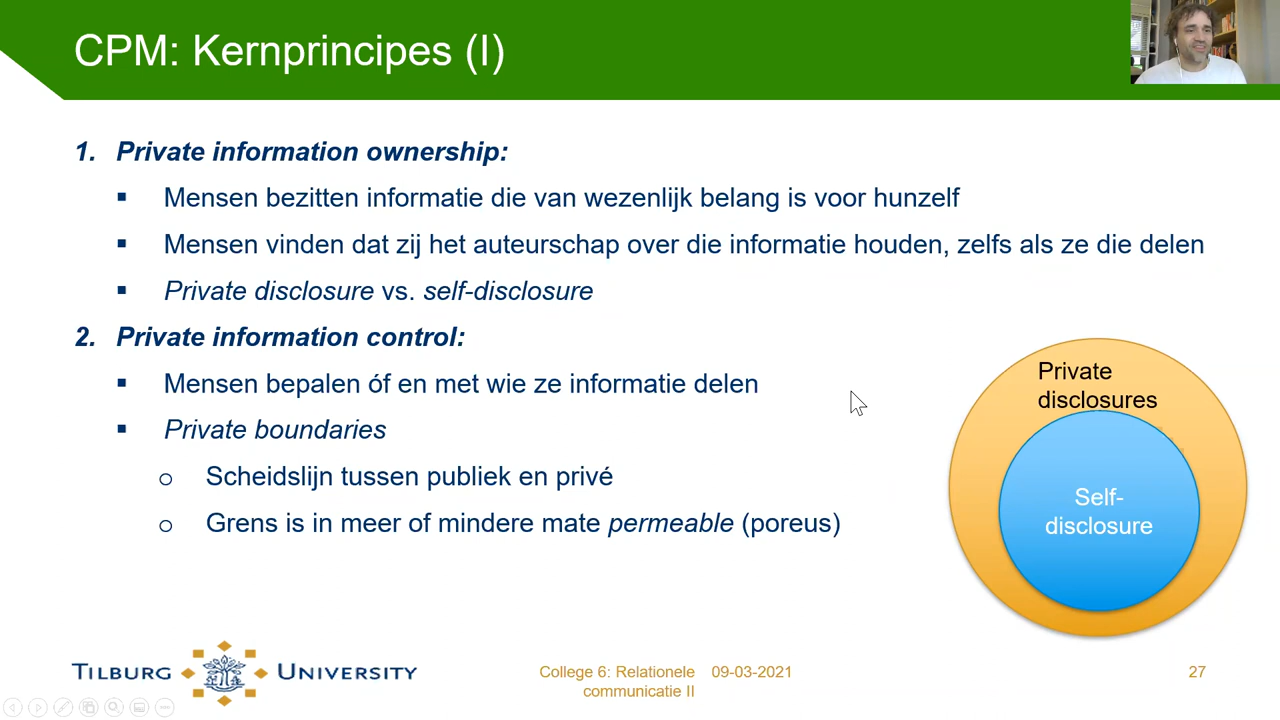 CPM: Kernprincipes (I)
1. Private information ownership:
▪ Mensen bezitten informatie die van wezenlijk belang is voor hunzelf
▪ Mensen vinden dat zij het auteurschap over die informatie houden, zelfs als ze die delen
▪ Private disclosure vs. self-disclosure
2. Private information control:
▪ Mensen bepalen óf en met wie ze informatie delen
▪ Private boundaries
o Scheidslijn tussen publiek en privé
o Grens is in meer of mindere mate permeable (poreus)
Private
disclosures
Self-
disclosure
TILBURG UNIVERSITY
College 6: Relationele 09-03-2021
communicatie II
27